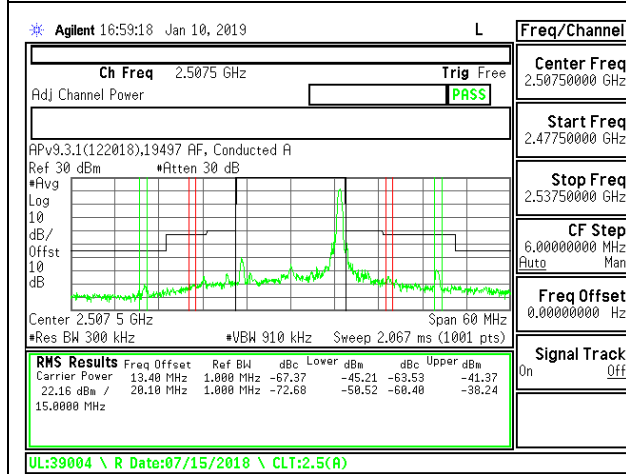 Agilent 16:59:18 Jan 10, 2019 L
Freq/Channel
Ch Freq 2.5075 GHz Trig Free
Adj Channel Power PASS
Center Freq
2.50750000 GHz
Start Freq
2.47750000 GHz
APv9.3.1(122018),19497 AF, Conducted A
Ref 30 dBm #Atten 30 dB
#Avg
Log
10
dB/
Offst
10
dB
Stop Freq
2.53750000 GHz
CF Step
6.00000000 MHz
Auto Man
Freq Offset
0.00000000 Hz
Center 2.507 5 GHz Span 60 MHz
#Res BW 300 kHz #VBW 910 kHz Sweep 2.067 ms (1001 pts)
Signal Track
On Off
RMS Results Freq Offset Ref BW dBc Lower dBm dBc Upper dBm
Carrier Power 13.40 MHz 1.000 MHz -67.37 -45.21 -63.53 -41.37
22.16 dBm / 20.10 MHz 1.000 MHz -72.68 -50.52 -60.40 -38.24
15.0000 MHz
UL:39004 \ R Date:07/15/2018 \ CLT:2.5(A)